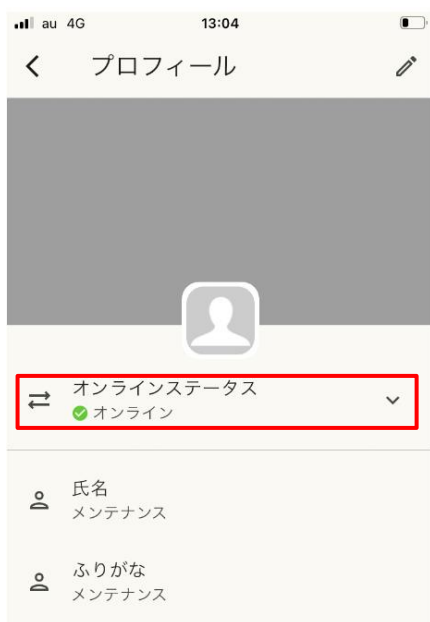 au 4G 13:04
プロフィール
オンラインステータス
オンライン
氏名
メンテナンス
ふりがな
メンテナンス